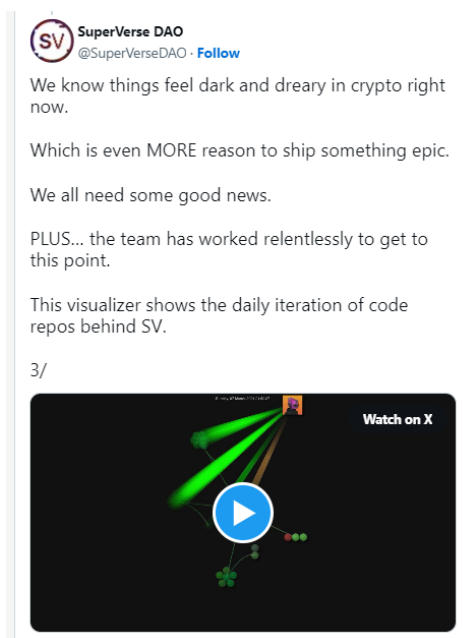 SV
SuperVerse DAO
@SuperVerseDAO · Follow
We know things feel dark and dreary in crypto right
now.
Which is even MORE reason to ship something epic.
We all need some good news.
PLUS... the team has worked relentlessly to get to
this point.
This visualizer shows the daily iteration of code
repos behind SV.
3/
Watch on X